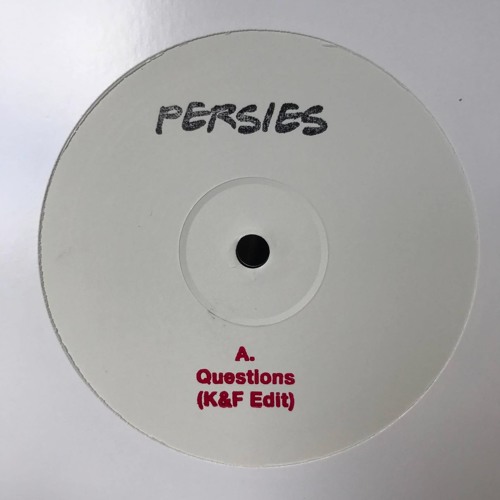 PERSIES
A.
Questions
(K&F Edit)